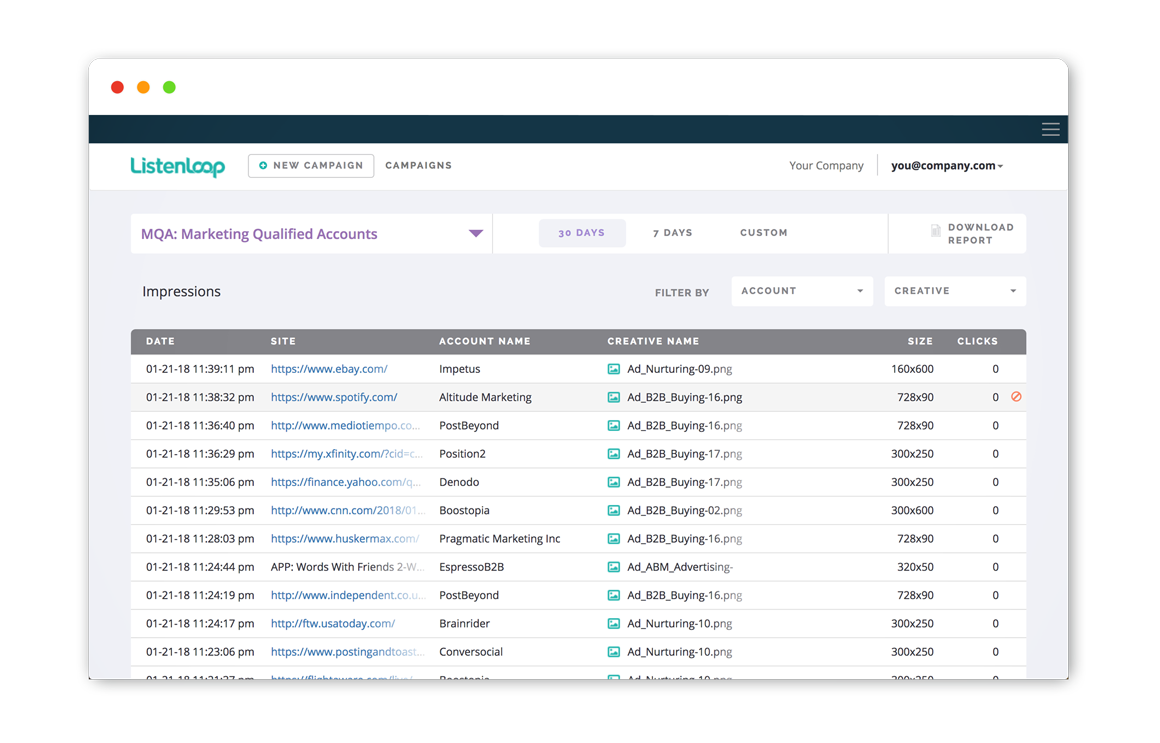 Listenloop NEW CAMPAIGN CAMPAIGNS Your Company you@company.com
MQA: Marketing Qualified Accounts 30 DAYS 7 DAYS CUSTOM DOWNLOAD
REPORT
Impressions FILTER BY ACCOUNT CREATIVE
DATE SITE ACCOUNT NAME CREATIVE NAME SIZE CLICKS
01-21-18 11:39:11 pm https://www.ebay.com/ Impetus Ad_Nurturing-09.png 160x600 0
01-21-18 11:38:32 pm https://www.spotify.com/ Altitude Marketing Ad_B2B_Buying-16.png 728x90 0
01-21-18 11:36:40 pm http://www.mediotiempo.co... PostBeyond Ad_B2B_Buying-16.png 728x90 0
01-21-18 11:36:29 pm https://my.xfinity.com/?cid=c... Position2 Ad_B2B_Buying-17.png 300x250 0
01-21-18 11:35:06 pm https://finance.yahoo.com/q... Denodo Ad_B2B_Buying-17.png 300x250 0
01-21-18 11:29:53 pm http://www.cnn.com/2018/01... Boostopia Ad_B2B_Buying-02.png 300x600 0
01-21-18 11:28:03 pm https://www.huskermax.com/ Pragmatic Marketing Inc Ad_B2B_Buying-16.png 728x90 0
01-21-18 11:24:44 pm APP: Words With Friends 2-W... EspressoB2B Ad_ABM_Advertising- 320x50 0
01-21-18 11:24:19 pm http://www.independent.co.u... PostBeyond Ad_B2B_Buying-16.png 728x90 0
01-21-18 11:24:17 pm http://ftw.usatoday.com/ Brainrider Ad_Nurturing-10.png 300x250 0
01-21-18 11:23:06 pm https://www.postingandtoast... Conversocial Ad_Nurturing-10.png 300x250 0